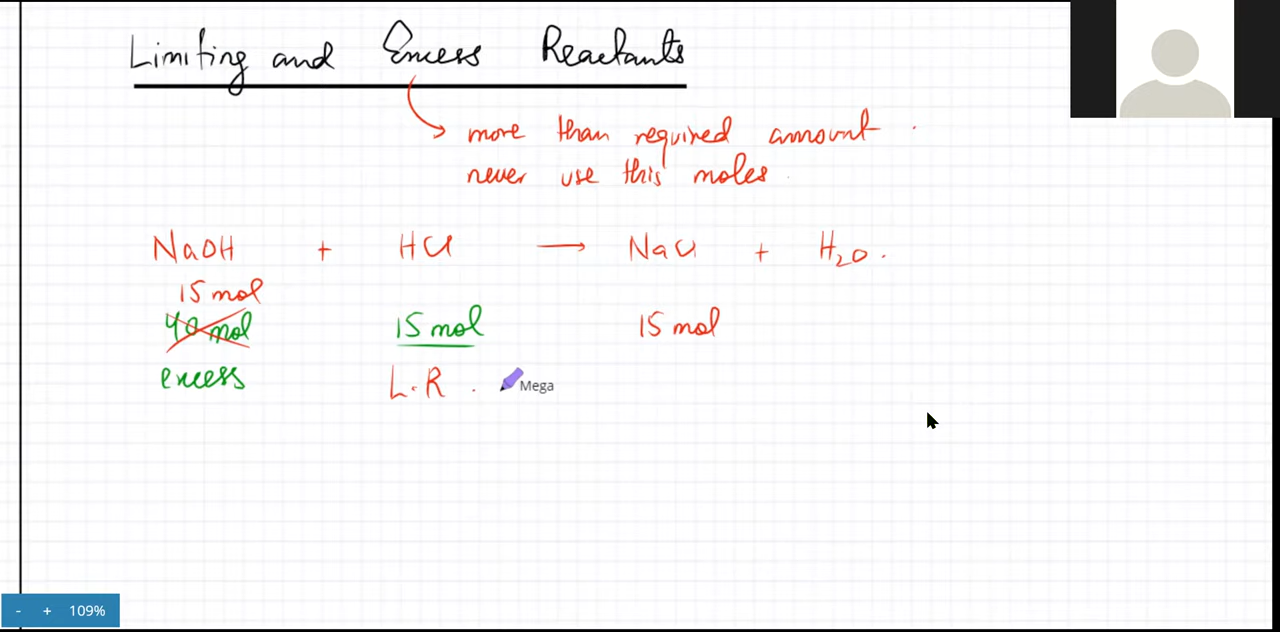 Limiting and Excess Reactants
more than required amount.
never use this moles.
NaOH + HCl → NaCl + H₂O.
15 mol
40 mol 15 mol 15 mol
excess L.R.
Mega
- + 109%